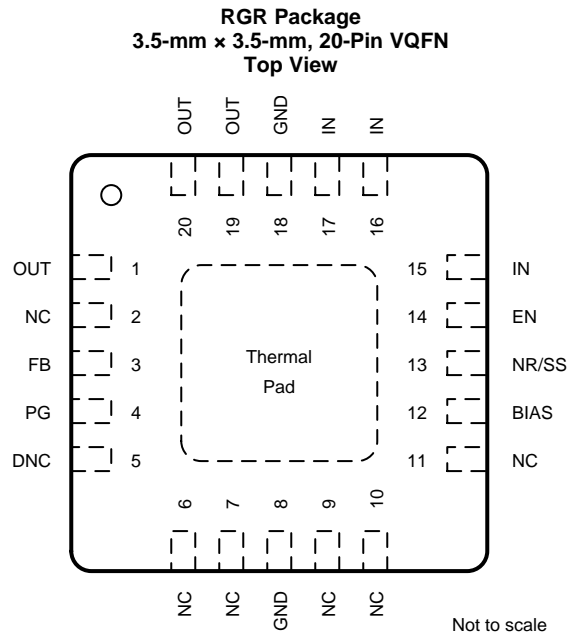 RGR Package
3.5-mm × 3.5-mm, 20-Pin VQFN
Top View
OUT
OUT
GND
IN
IN
20
19
18
17
16
OUT
1
NC
2
FB
3
PG
4
DNC
5
Thermal
Pad
15
IN
14
EN
13
NR/SS
12
BIAS
11
NC
6
7
8
9
10
NC
NC
GND
NC
NC
Not to scale